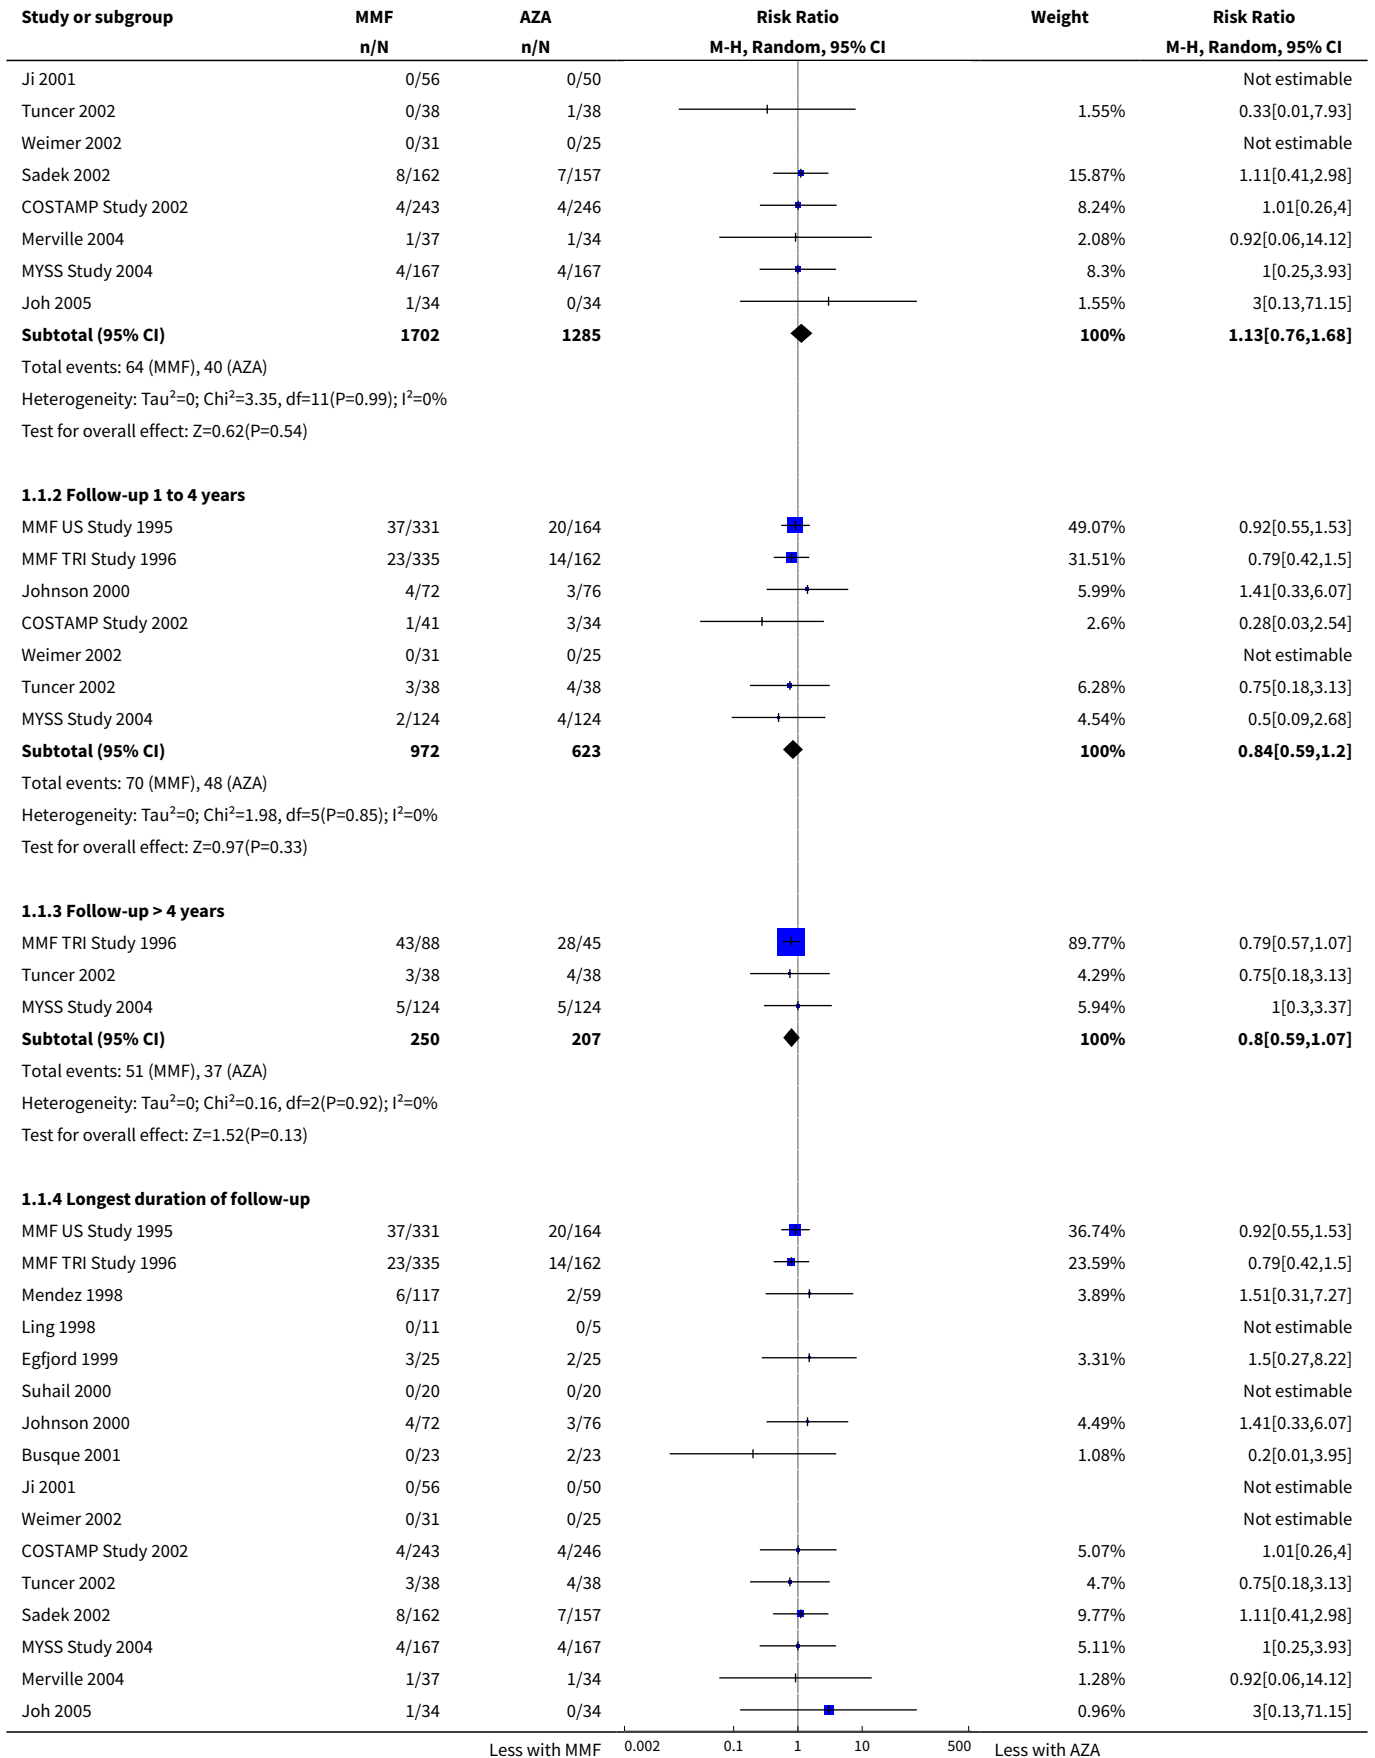 Study or subgroup MMF AZA Risk Ratio Weight Risk Ratio
n/N n/N M-H, Random, 95% CI M-H, Random, 95% CI
Ji 2001 0/56 0/50 Not estimable
Tuncer 2002 0/38 1/38 1.55% 0.33[0.01,7.93]
Weimer 2002 0/31 0/25 Not estimable
Sadek 2002 8/162 7/157 15.87% 1.11[0.41,2.98]
COSTAMP Study 2002 4/243 4/246 8.24% 1.01[0.26,4]
Merville 2004 1/37 1/34 2.08% 0.92[0.06,14.12]
MYSS Study 2004 4/167 4/167 8.3% 1[0.25,3.93]
Joh 2005 1/34 0/34 1.55% 3[0.13,71.15]
Subtotal (95% CI) 1702 1285 100% 1.13[0.76,1.68]
Total events: 64 (MMF), 40 (AZA)
Heterogeneity: Tau²=0; Chi²=3.35, df=11(P=0.99); I²=0%
Test for overall effect: Z=0.62(P=0.54)
1.1.2 Follow-up 1 to 4 years
MMF US Study 1995 37/331 20/164 49.07% 0.92[0.55,1.53]
MMF TRI Study 1996 23/335 14/162 31.51% 0.79[0.42,1.5]
Johnson 2000 4/72 3/76 5.99% 1.41[0.33,6.07]
COSTAMP Study 2002 1/41 3/34 2.6% 0.28[0.03,2.54]
Weimer 2002 0/31 0/25 Not estimable
Tuncer 2002 3/38 4/38 6.28% 0.75[0.18,3.13]
MYSS Study 2004 2/124 4/124 4.54% 0.5[0.09,2.68]
Subtotal (95% CI) 972 623 100% 0.84[0.59,1.2]
Total events: 70 (MMF), 48 (AZA)
Heterogeneity: Tau²=0; Chi²=1.98, df=5(P=0.85); I²=0%
Test for overall effect: Z=0.97(P=0.33)
1.1.3 Follow-up > 4 years
MMF TRI Study 1996 43/88 28/45 89.77% 0.79[0.57,1.07]
Tuncer 2002 3/38 4/38 4.29% 0.75[0.18,3.13]
MYSS Study 2004 5/124 5/124 5.94% 1[0.3,3.37]
Subtotal (95% CI) 250 207 100% 0.8[0.59,1.07]
Total events: 51 (MMF), 37 (AZA)
Heterogeneity: Tau²=0; Chi²=0.16, df=2(P=0.92); I²=0%
Test for overall effect: Z=1.52(P=0.13)
1.1.4 Longest duration of follow-up
MMF US Study 1995 37/331 20/164 36.74% 0.92[0.55,1.53]
MMF TRI Study 1996 23/335 14/162 23.59% 0.79[0.42,1.5]
Mendez 1998 6/117 2/59 3.89% 1.51[0.31,7.27]
Ling 1998 0/11 0/5 Not estimable
Egfjord 1999 3/25 2/25 3.31% 1.5[0.27,8.22]
Suhail 2000 0/20 0/20 Not estimable
Johnson 2000 4/72 3/76 4.49% 1.41[0.33,6.07]
Busque 2001 0/23 2/23 1.08% 0.2[0.01,3.95]
Ji 2001 0/56 0/50 Not estimable
Weimer 2002 0/31 0/25 Not estimable
COSTAMP Study 2002 4/243 4/246 5.07% 1.01[0.26,4]
Tuncer 2002 3/38 4/38 4.7% 0.75[0.18,3.13]
Sadek 2002 8/162 7/157 9.77% 1.11[0.41,2.98]
MYSS Study 2004 4/167 4/167 5.11% 1[0.25,3.93]
Merville 2004 1/37 1/34 1.28% 0.92[0.06,14.12]
Joh 2005 1/34 0/34 0.96% 3[0.13,71.15]
Less with MMF 0.002 0.1 1 10 500 Less with AZA